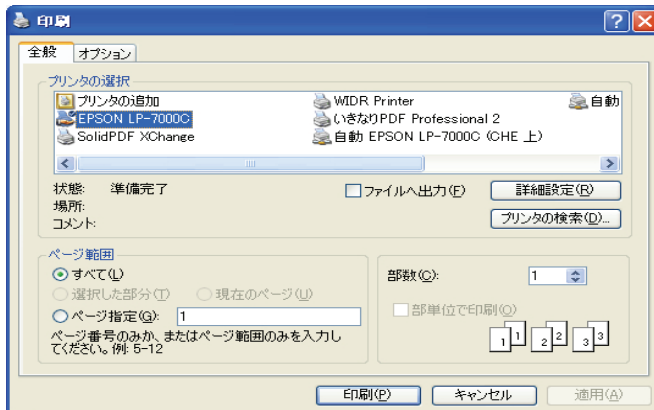 印刷
全般 オプション
プリンタの選択
プリンタの追加 WIDR Printer 自動
EPSON LP-7000C いきなりPDF Professional 2
SolidPDF XChange 自動 EPSON LP-7000C (CHE 上)
状態: 準備完了 ファイルへ出力(F) 詳細設定(R)
場所:
コメント: プリンタの検索(D)...
ページ範囲
すべて(L) 部数(C): 1
選択した部分(T) 現在のページ(U) 部単位で印刷(O)
ページ指定(G): 1
ページ番号のみか、またはページ範囲のみを入力し
てください。例: 5-12
1 1 2 2 3 3
印刷(P) キャンセル 適用(A)